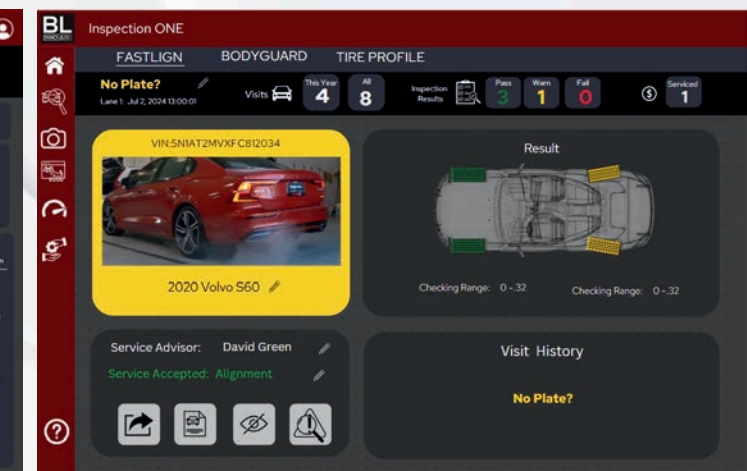 BL Inspection ONE
FASTLIGN BODYGUARD TIRE PROFILE
No Plate?
Lane 1: Jul 2, 2024 13:00:01
Visits
This Year
4
All
8
Inspection
Results
Pass
3
Warn
1
Fail
0
$
Serviced
1
VIN:5N1AT2MVXFC812034
2020 Volvo S60
Result
Checking Range: 0 -.32 Checking Range: 0 -.32
Service Advisor: David Green
Service Accepted: Alignment
Visit History
No Plate?
?